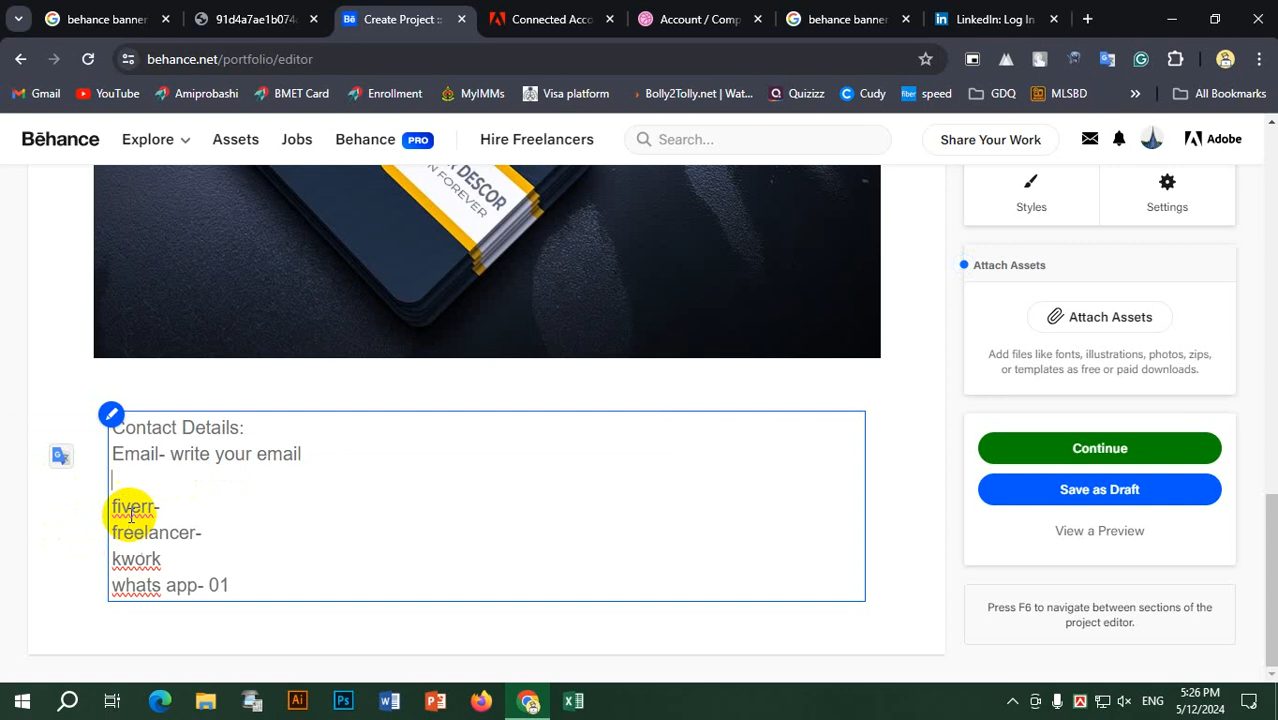 behance banner
91d4a7ae1b074
Create Project ::
Connected Acco
Account / Comp
behance banner
LinkedIn: Log In
behance.net/portfolio/editor
Gmail
YouTube
Amiprobashi
BMET Card
Enrollment
MyIMMs
Visa platform
Bolly2Tolly.net | Wat...
Quizizz
Cudy
speed
GDQ
MLSBD
All Bookmarks
Bēhance
Explore
Assets
Jobs
Behance PRO
Hire Freelancers
Search...
Share Your Work
Adobe
DESCOR
N FOREVER
Styles
Settings
Attach Assets
Attach Assets
Add files like fonts, illustrations, photos, zips,
or templates as free or paid downloads.
Contact Details:
Email- write your email
fiverr-
freelancer-
kwork
whats app- 01
Continue
Save as Draft
View a Preview
Press F6 to navigate between sections of the
project editor.
ENG
5:26 PM
5/12/2024